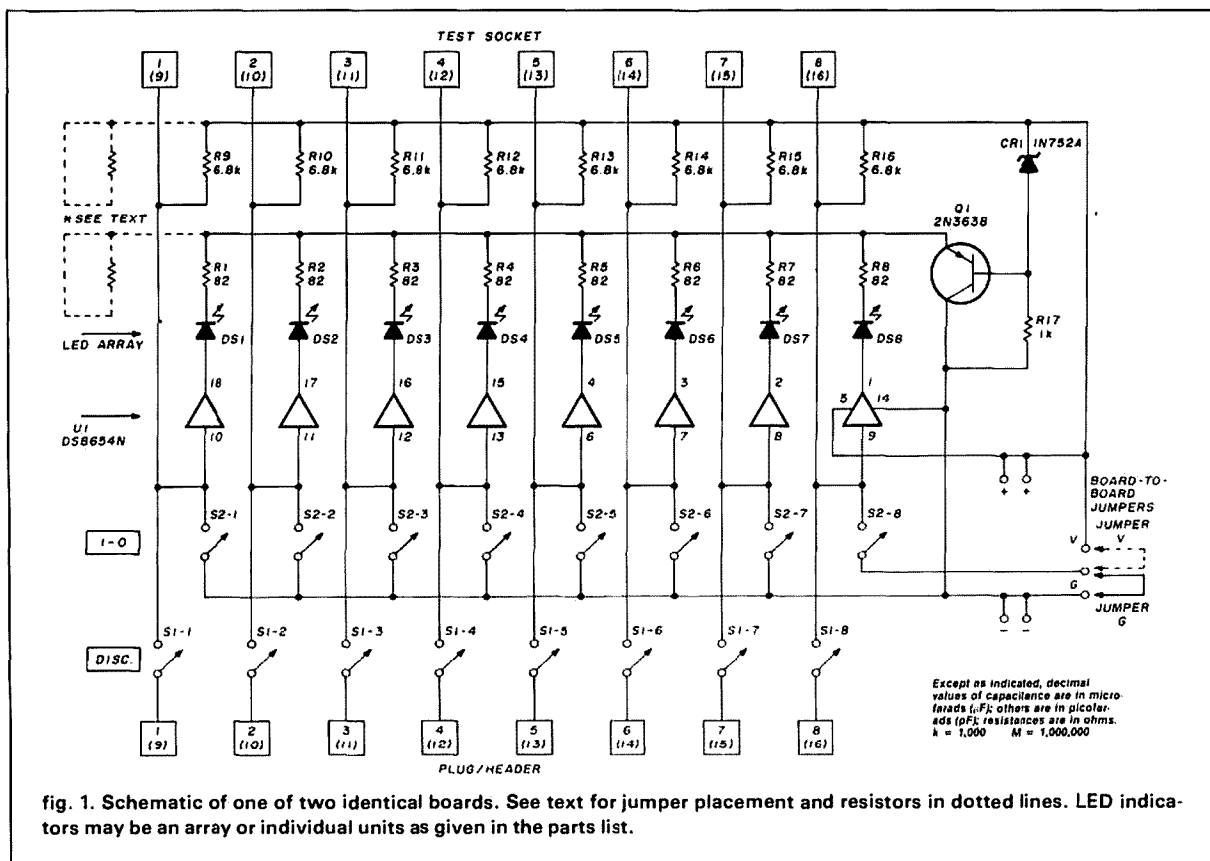 TEST SOCKET
1 2 3 4 5 6 7 8
(9) (10) (11) (12) (13) (14) (15) (16)
CR1 1N752A
R9 R10 R11 R12 R13 R14 R15 R16
6.8k 6.8k 6.8k 6.8k 6.8k 6.8k 6.8k 6.8k
SEE TEXT
Q1
2N3638
R1 R2 R3 R4 R5 R6 R7 R8
82 82 82 82 82 82 82 82
R17
1k
LED ARRAY
DS1 DS2 DS3 DS4 DS5 DS6 DS7 DS8
18 17 16 15 4 3 2 1
5 14
U1
DS8654N
10 11 12 13 6 7 8 9
+ +
BOARD-TO-
BOARD
JUMPERS
JUMPER
V V
S2-1 S2-2 S2-3 S2-4 S2-5 S2-6 S2-7 S2-8
1-0
G
JUMPER
G
- -
S1-1 S1-2 S1-3 S1-4 S1-5 S1-6 S1-7 S1-8
DISC.
Except as indicated, decimal
values of capacitance are in micro-
farads (µF); others are in picofar-
ads (pF); resistances are in ohms.
k = 1,000 M = 1,000,000
1 2 3 4 5 6 7 8
(9) (10) (11) (12) (13) (14) (15) (16)
PLUG/HEADER
fig. 1. Schematic of one of two identical boards. See text for jumper placement and resistors in dotted lines. LED indica-
tors may be an array or individual units as given in the parts list.